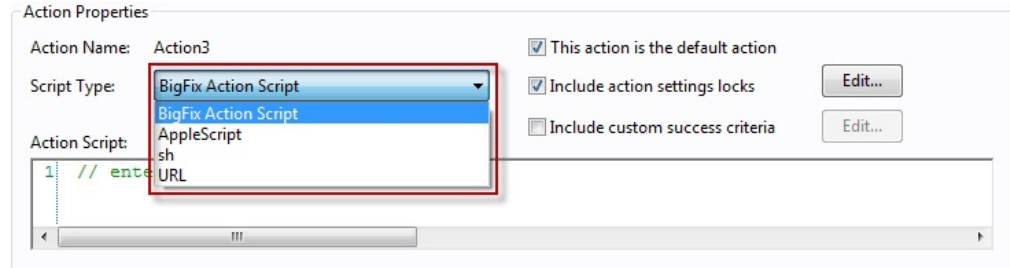 Action Properties
Action Name: Action3
This action is the default action
Script Type: BigFix Action Script
Include action settings locks
Edit...
BigFix Action Script
AppleScript
sh
URL
Include custom success criteria
Edit...
Action Script:
1 // ente